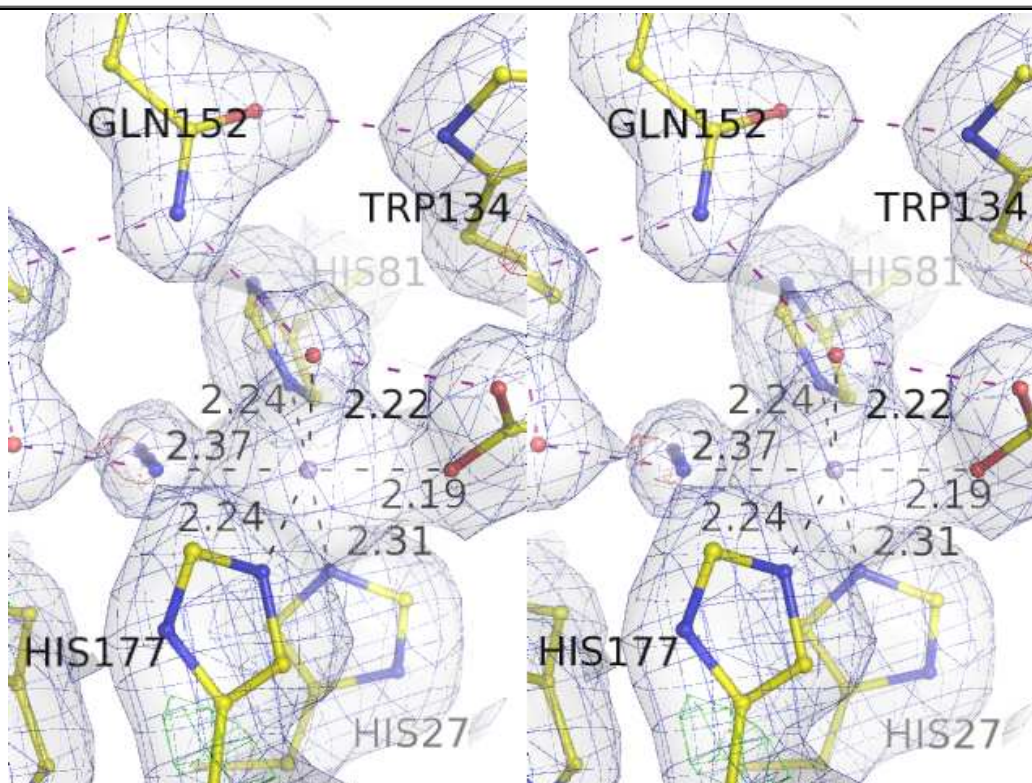 GLN152 GLN152
TRP134 TRP134
HIS81 HIS81
2.24 2.22 2.24 2.22
2.37 2.37
2.19 2.19
2.24 2.24
2.31 2.31
HIS177 HIS177
HIS27 HIS27